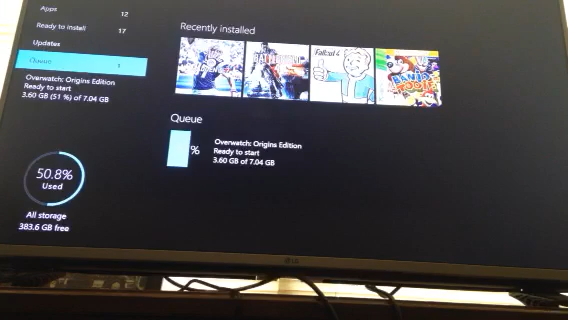 Apps 12
Ready to install 17
Updates
Queue 1
Overwatch: Origins Edition
Ready to start
3.60 GB (51 %) of 7.04 GB
50.8%
Used
All storage
383.6 GB free
Recently installed
Fallout 4
BANJO
TOOIE
Queue
%
Overwatch: Origins Edition
Ready to start
3.60 GB of 7.04 GB
LG